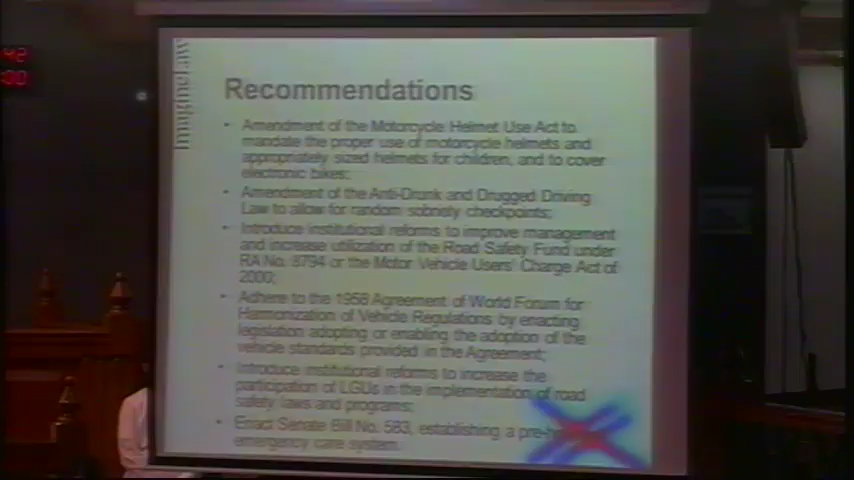 42
:00
ImagineLaw
Recommendations
• Amendment of the Motorcycle Helmet Use Act to
mandate the proper use of motorcycle helmets and
appropriately sized helmets for children, and to cover
electronic bikes;
• Amendment of the Anti-Drunk and Drugged Driving
Law to allow for random sobriety checkpoints;
• Introduce institutional reforms to improve management
and increase utilization of the Road Safety Fund under
RA No. 8794 or the Motor Vehicle Users' Charge Act of
2000;
• Adhere to the 1958 Agreement of World Forum for
Harmonization of Vehicle Regulations by enacting
legislation adopting or enabling the adoption of the
vehicle standards provided in the Agreement;
• Introduce institutional reforms to increase the
participation of LGUs in the implementation of road
safety laws and programs;
• Enact Senate Bill No. 583, establishing a pre-
emergency care system.